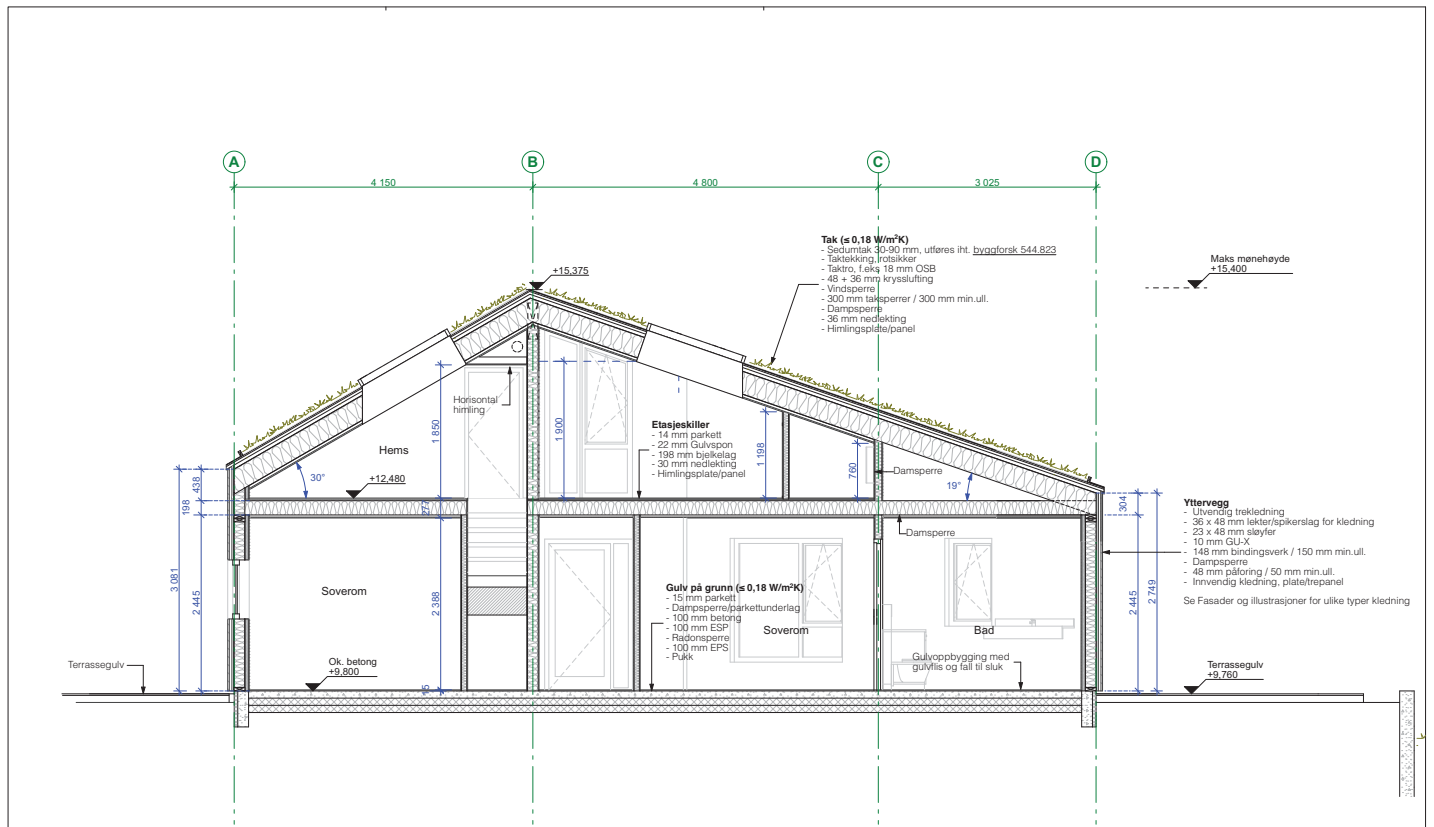 A
B
C
D
4 150
4 800
3 025
Tak (≤ 0,18 W/m²K)
- Sedumtak 30-90 mm, utføres iht. byggforsk 544.823
- Taktekking, rotsikker
- Taktro, f.eks 18 mm OSB
- 48 + 36 mm krysslufting
- Vindsperre
- 300 mm taksperrer / 300 mm min.ull.
- Dampsperre
- 36 mm nedlekting
- Himlingsplate/panel
+15,375
Maks mønehøyde
+15,400
Horisontal
himling
Hems
1 850
1 900
Etasjeskiller
- 14 mm parkett
- 22 mm Gulvspon
- 198 mm bjelkelag
- 30 mm nedlekting
- Himlingsplate/panel
1 198
760
Damsperre
30°
19°
+12,480
438
198
277
304
Damsperre
Yttervegg
- Utvendig trekledning
- 36 x 48 mm lekter/spikerslag for kledning
- 23 x 48 mm sløyfer
- 10 mm GU-X
- 148 mm bindingsverk / 150 mm min.ull.
- Dampsperre
- 48 mm påforing / 50 mm min.ull.
- Innvendig kledning, plate/trepanel
Se Fasader og illustrasjoner for ulike typer kledning
3 081
2 445
Soverom
2 388
Gulv på grunn (≤ 0,18 W/m²K)
- 15 mm parkett
- Dampsperre/parkettunderlag
- 100 mm betong
- 100 mm ESP
- Radonsperre
- 100 mm EPS
- Pukk
Soverom
Bad
2 445
2 749
Terrassegulv
Ok. betong
+9,800
15
Gulvoppbygging med
gulvflis og fall til sluk
Terrassegulv
+9,760